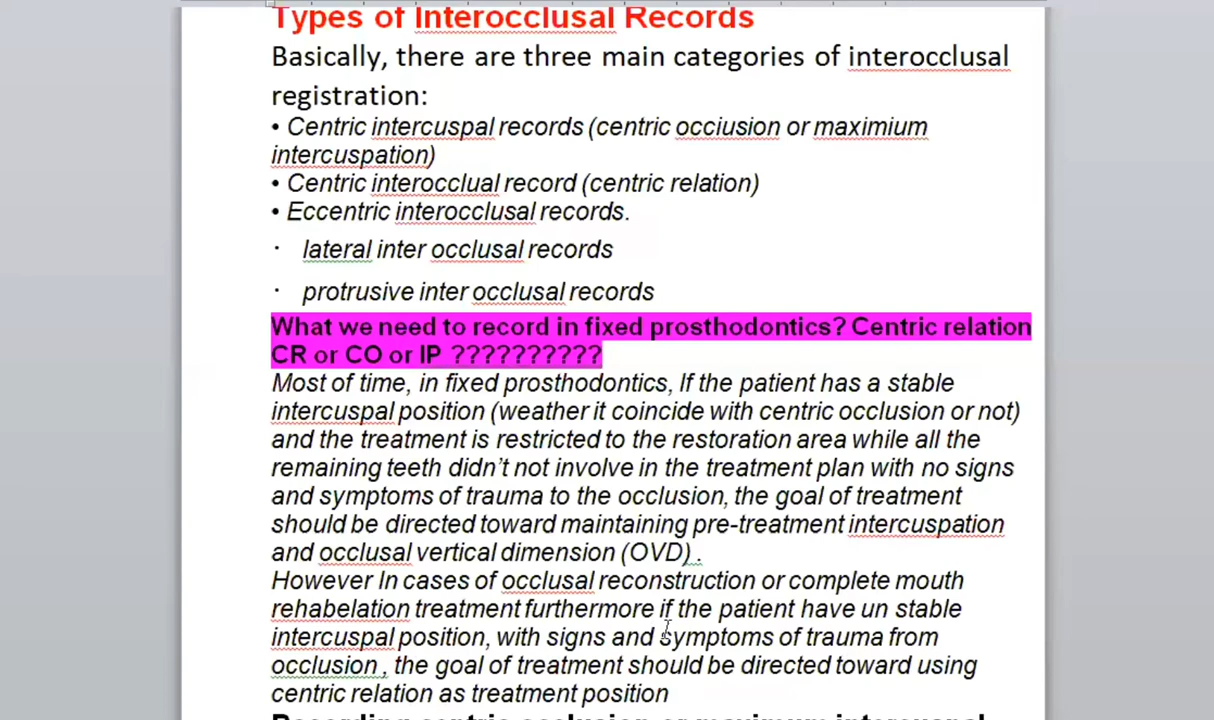 Types of Interocclusal Records
Basically, there are three main categories of interocclusal
registration:
• Centric intercuspal records (centric occiusion or maximium
intercuspation)
• Centric interocclual record (centric relation)
• Eccentric interocclusal records.
· lateral inter occlusal records
· protrusive inter occlusal records
What we need to record in fixed prosthodontics? Centric relation
CR or CO or IP ??????????
Most of time, in fixed prosthodontics, If the patient has a stable
intercuspal position (weather it coincide with centric occlusion or not)
and the treatment is restricted to the restoration area while all the
remaining teeth didn't not involve in the treatment plan with no signs
and symptoms of trauma to the occlusion, the goal of treatment
should be directed toward maintaining pre-treatment intercuspation
and occlusal vertical dimension (OVD) .
However In cases of occlusal reconstruction or complete mouth
rehabelation treatment furthermore if the patient have un stable
intercuspal position, with signs and symptoms of trauma from
occlusion , the goal of treatment should be directed toward using
centric relation as treatment position
Recording centric occlusion or maximum intercuspal